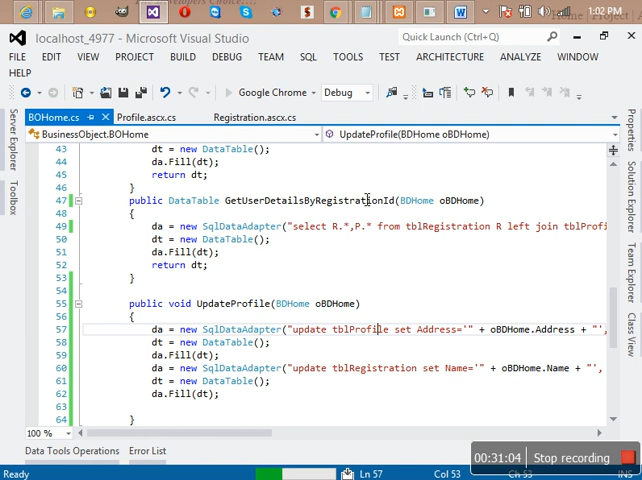 1:02 PM
Home | Project | A
localhost_4977 - Microsoft Visual Studio
Quick Launch (Ctrl+Q)
FILE EDIT VIEW PROJECT BUILD DEBUG TEAM SQL TOOLS TEST ARCHITECTURE ANALYZE WINDOW
HELP
Google Chrome
Debug
BOHome.cs
Profile.ascx.cs
Registration.ascx.cs
BusinessObject.BOHome
UpdateProfile(BDHome oBDHome)
Server Explorer
Toolbox
Properties
Solution Explorer
Team Explorer
43 dt = new DataTable();
44 da.Fill(dt);
45 return dt;
46 }
47 public DataTable GetUserDetailsByRegistrationId(BDHome oBDHome)
48 {
49 da = new SqlDataAdapter("select R.*,P.* from tblRegistration R left join tblProfi
50 dt = new DataTable();
51 da.Fill(dt);
52 return dt;
53 }
54
55 public void UpdateProfile(BDHome oBDHome)
56 {
57 da = new SqlDataAdapter("update tblProfile set Address='" + oBDHome.Address + "',
58 dt = new DataTable();
59 da.Fill(dt);
60 da = new SqlDataAdapter("update tblRegistration set Name='" + oBDHome.Name + "',
61 dt = new DataTable();
62 da.Fill(dt);
63
64 }
100 %
Data Tools Operations Error List
00:31:04 Stop recording
Ready Ln 57 Col 53 Ch 53 INS